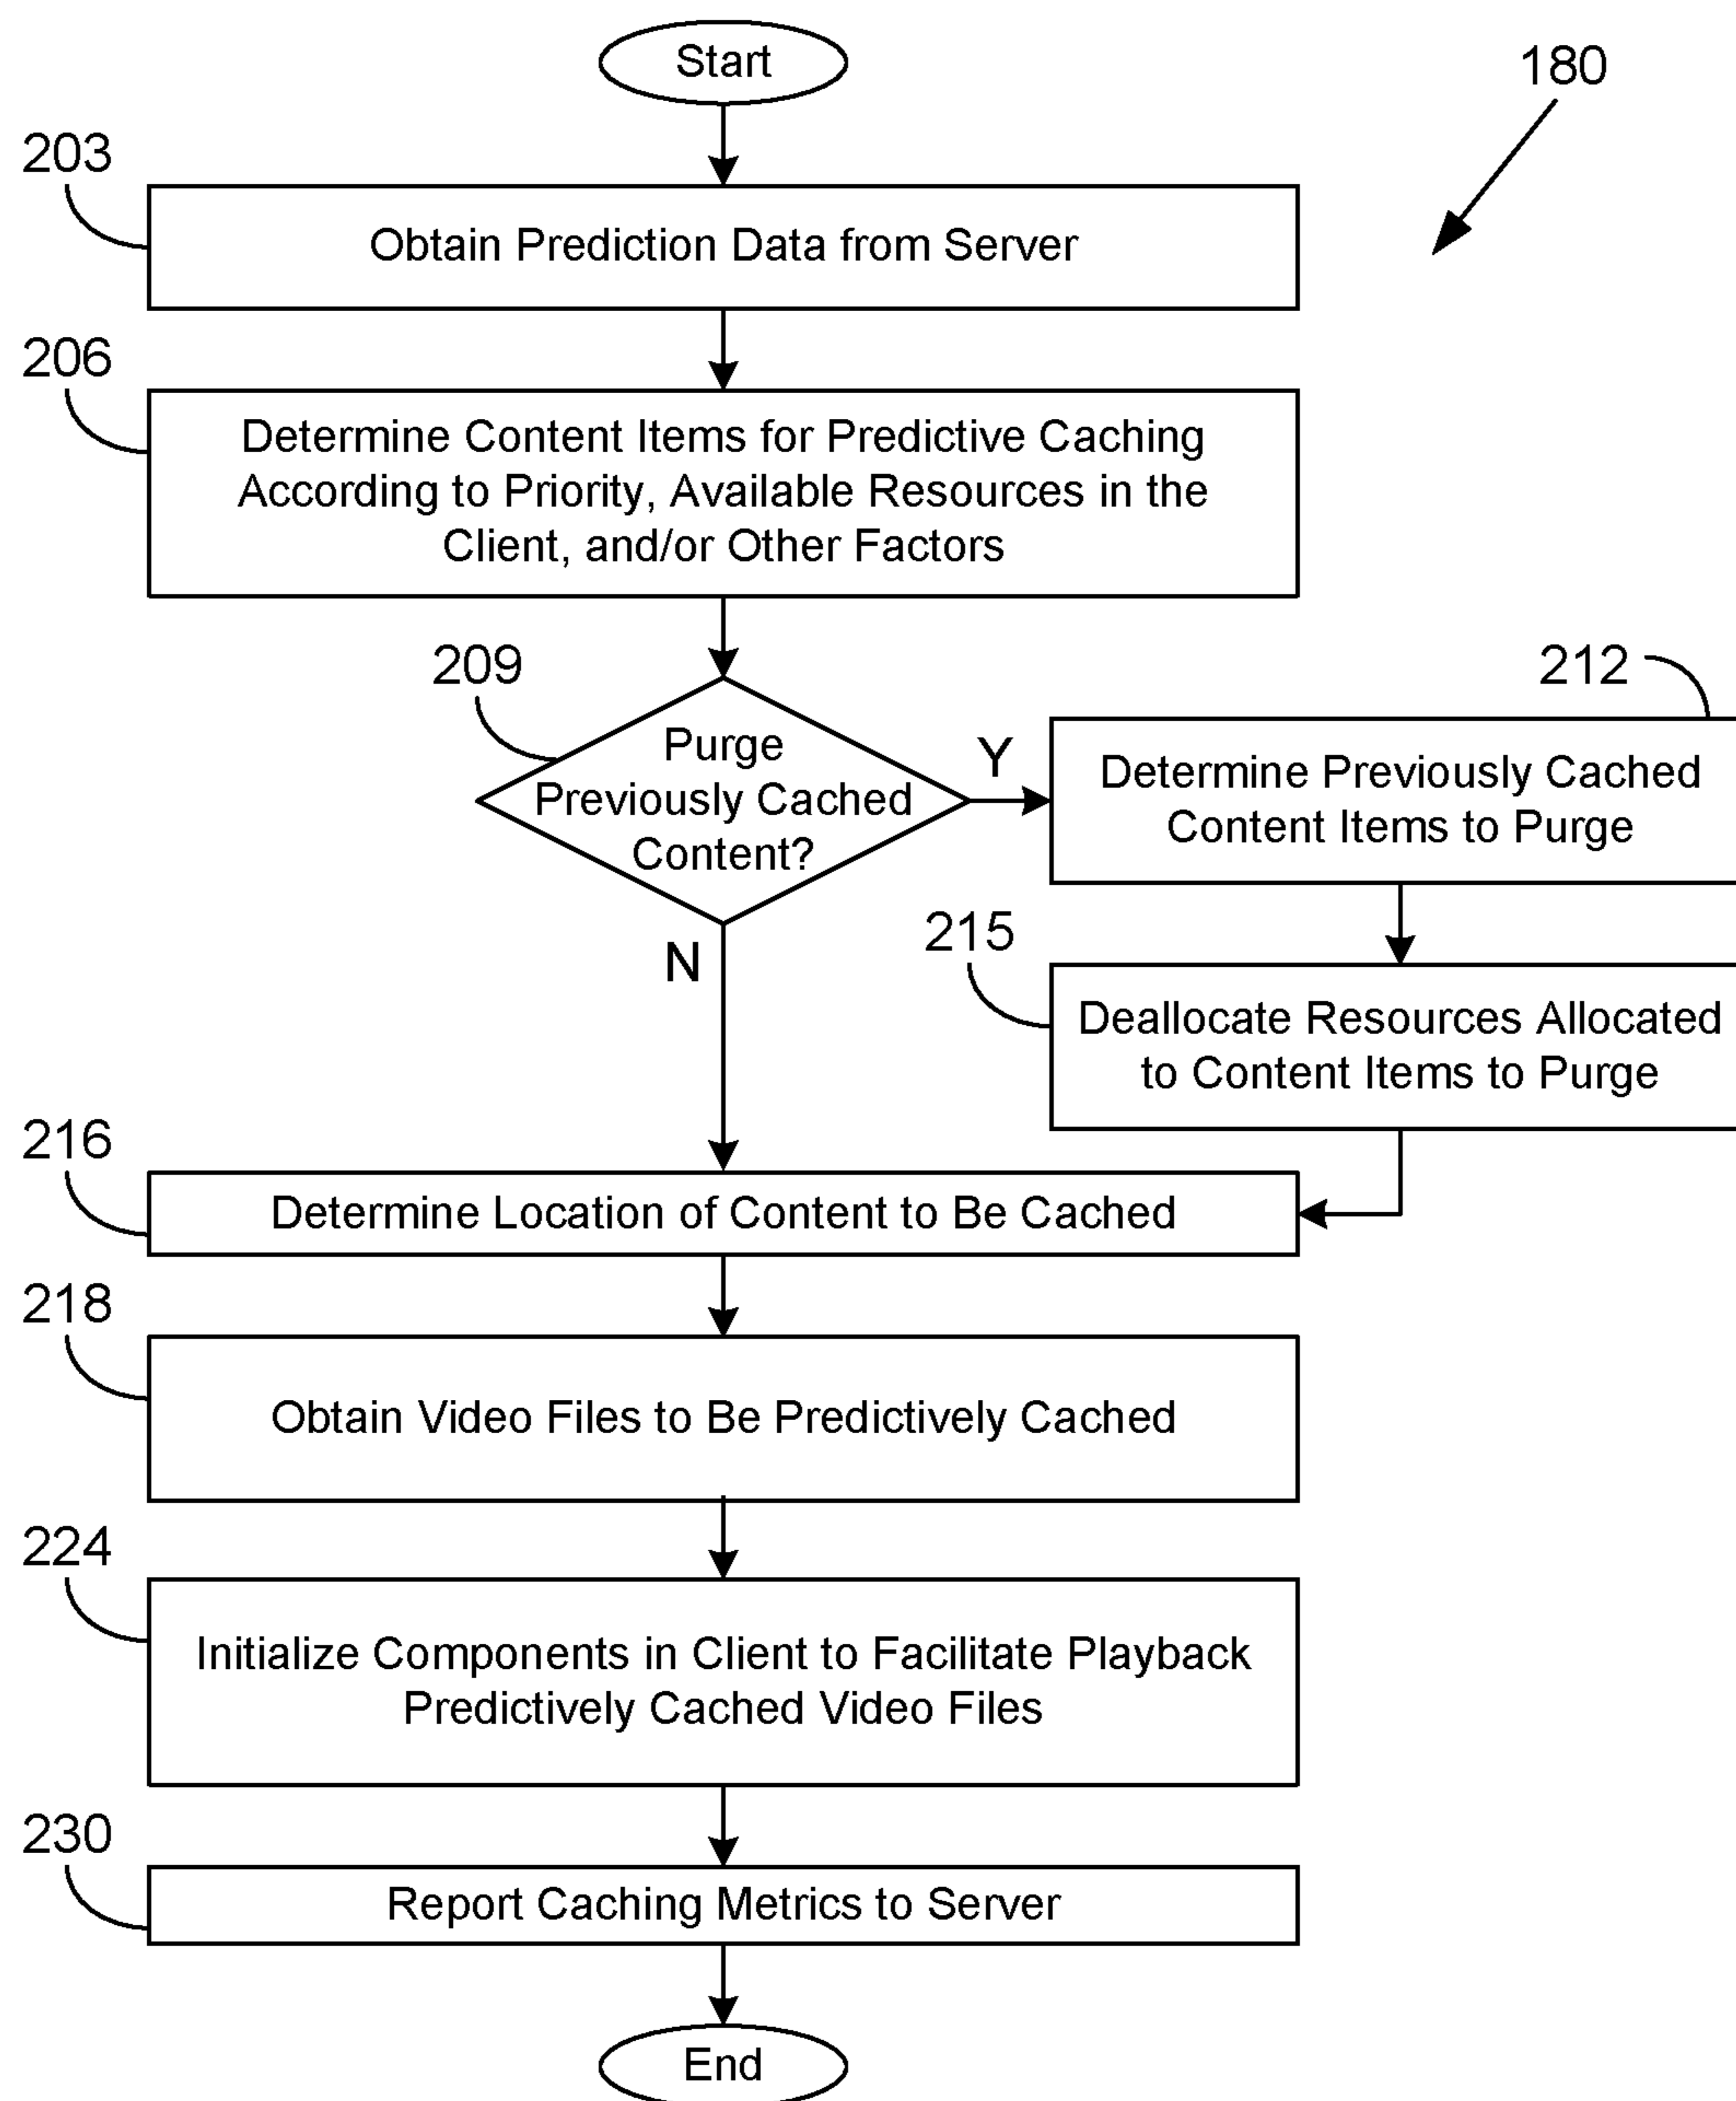 Start
180
203
Obtain Prediction Data from Server
206
Determine Content Items for Predictive Caching
According to Priority, Available Resources in the
Client, and/or Other Factors
209
Purge
Previously Cached
Content?
Y
N
212
Determine Previously Cached
Content Items to Purge
215
Deallocate Resources Allocated
to Content Items to Purge
216
Determine Location of Content to Be Cached
218
Obtain Video Files to Be Predictively Cached
224
Initialize Components in Client to Facilitate Playback
Predictively Cached Video Files
230
Report Caching Metrics to Server
End